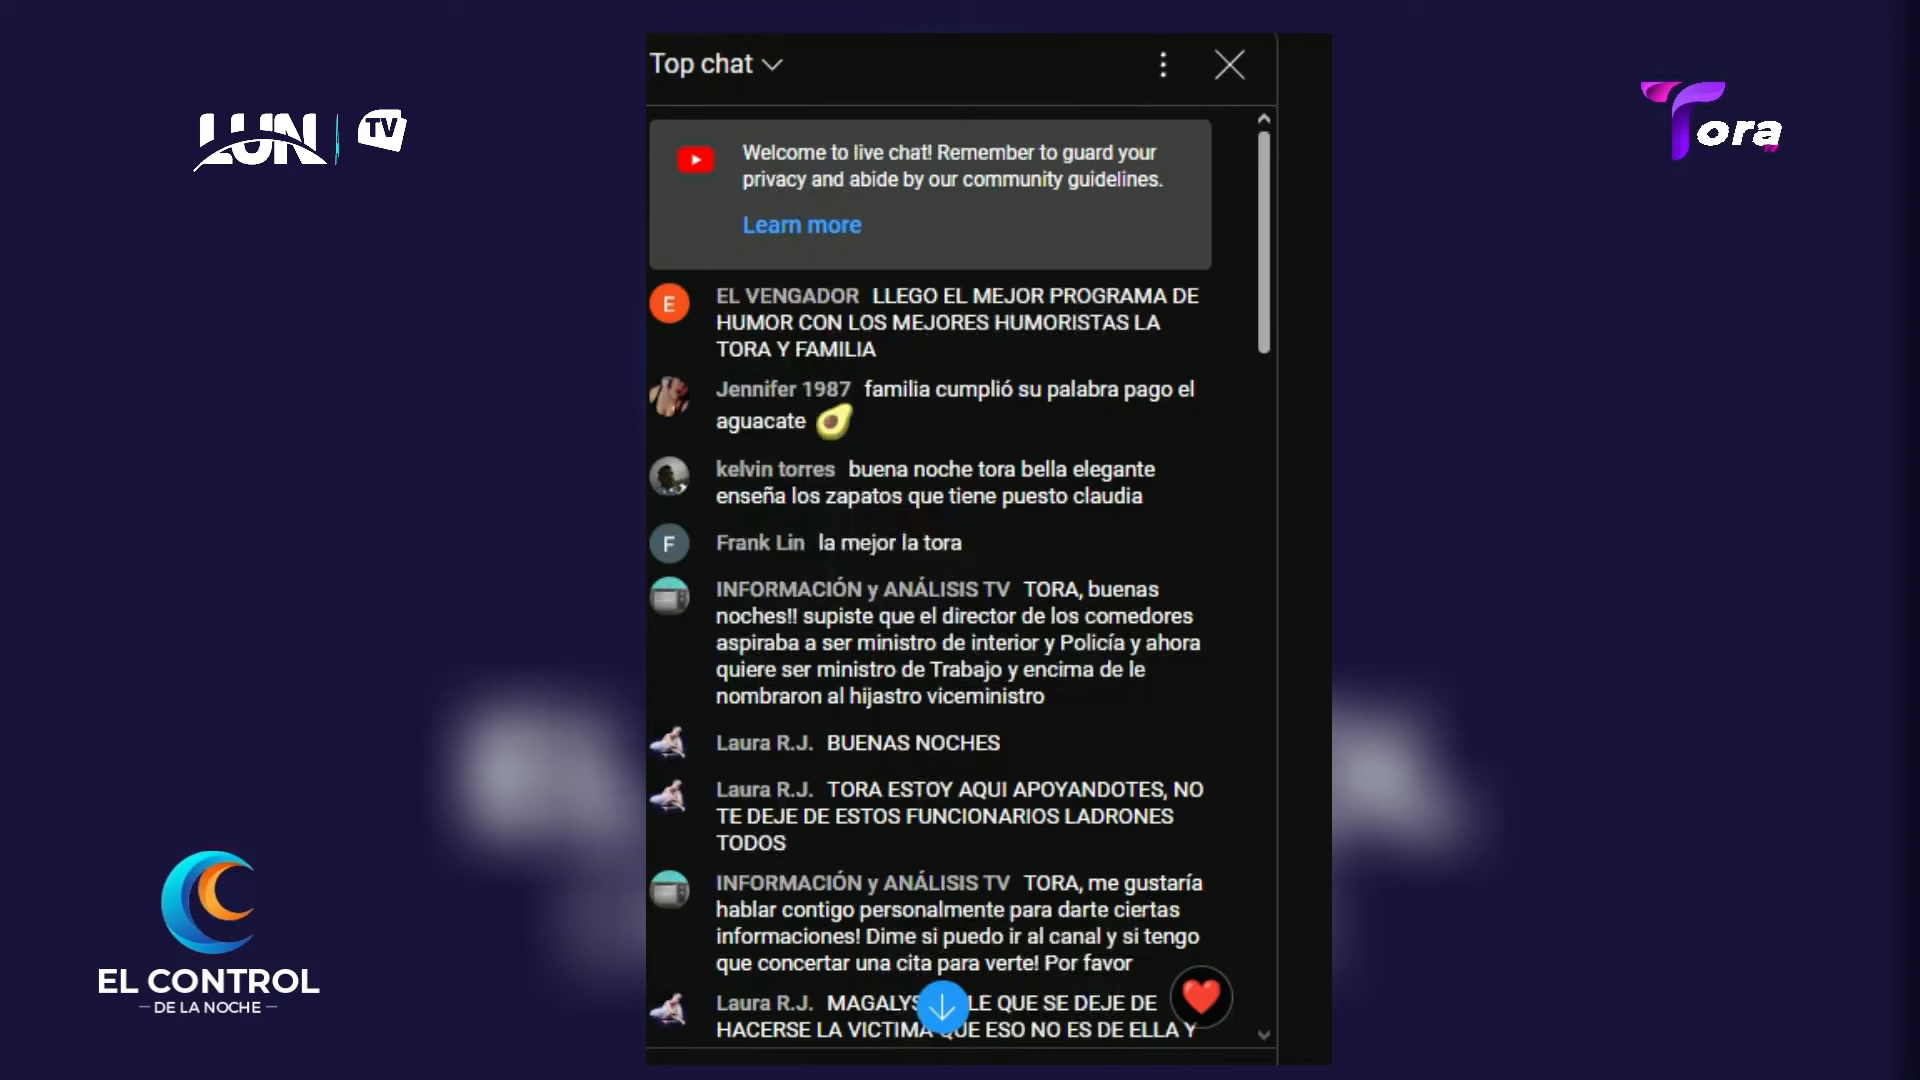 LUN TV
Tora
TV
Top chat
Welcome to live chat! Remember to guard your
privacy and abide by our community guidelines.
Learn more
E
EL VENGADOR LLEGO EL MEJOR PROGRAMA DE
HUMOR CON LOS MEJORES HUMORISTAS LA
TORA Y FAMILIA
Jennifer 1987 familia cumplió su palabra pago el
aguacate
kelvin torres buena noche tora bella elegante
enseña los zapatos que tiene puesto claudia
F
Frank Lin la mejor la tora
INFORMACIÓN y ANÁLISIS TV TORA, buenas
noches!! supiste que el director de los comedores
aspiraba a ser ministro de interior y Policía y ahora
quiere ser ministro de Trabajo y encima de le
nombraron al hijastro viceministro
Laura R.J. BUENAS NOCHES
Laura R.J. TORA ESTOY AQUI APOYANDOTES, NO
TE DEJE DE ESTOS FUNCIONARIOS LADRONES
TODOS
INFORMACIÓN y ANÁLISIS TV TORA, me gustaría
hablar contigo personalmente para darte ciertas
informaciones! Dime si puedo ir al canal y si tengo
que concertar una cita para verte! Por favor
Laura R.J. MAGALYS LE QUE SE DEJE DE
HACERSE LA VICTIMA QUE ESO NO ES DE ELLA Y
EL CONTROL
DE LA NOCHE